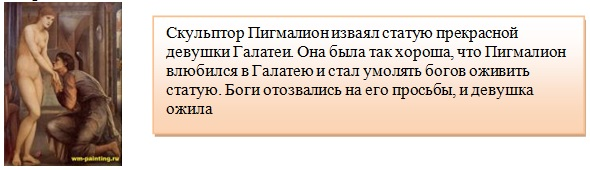 Скульптор Пигмалион изваял статую прекрасной
девушки Галатеи. Она была так хороша, что Пигмалион
влюбился в Галатею и стал умолять богов оживить
статую. Боги отозвались на его просьбы, и девушка
ожила
wm-painting.ru